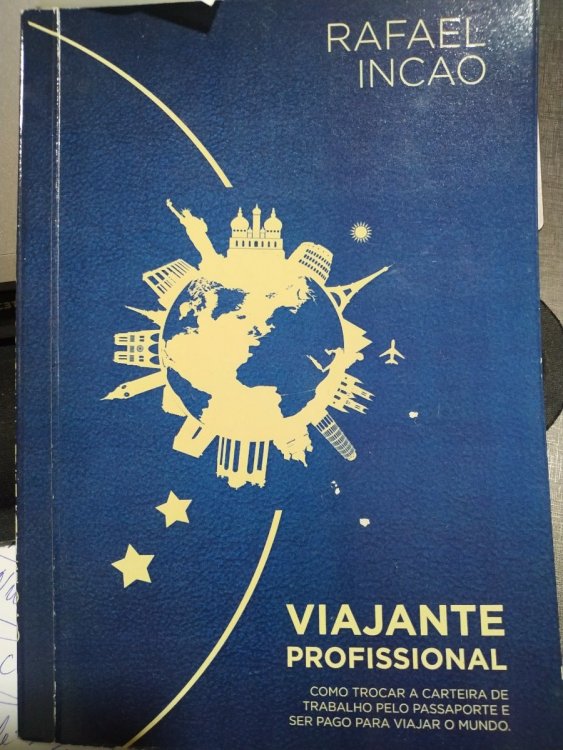 RAFAEL
INCAO
VIAJANTE
PROFISSIONAL
COMO TROCAR A CARTEIRA DE
TRABALHO PELO PASSAPORTE E
SER PAGO PARA VIAJAR O MUNDO.